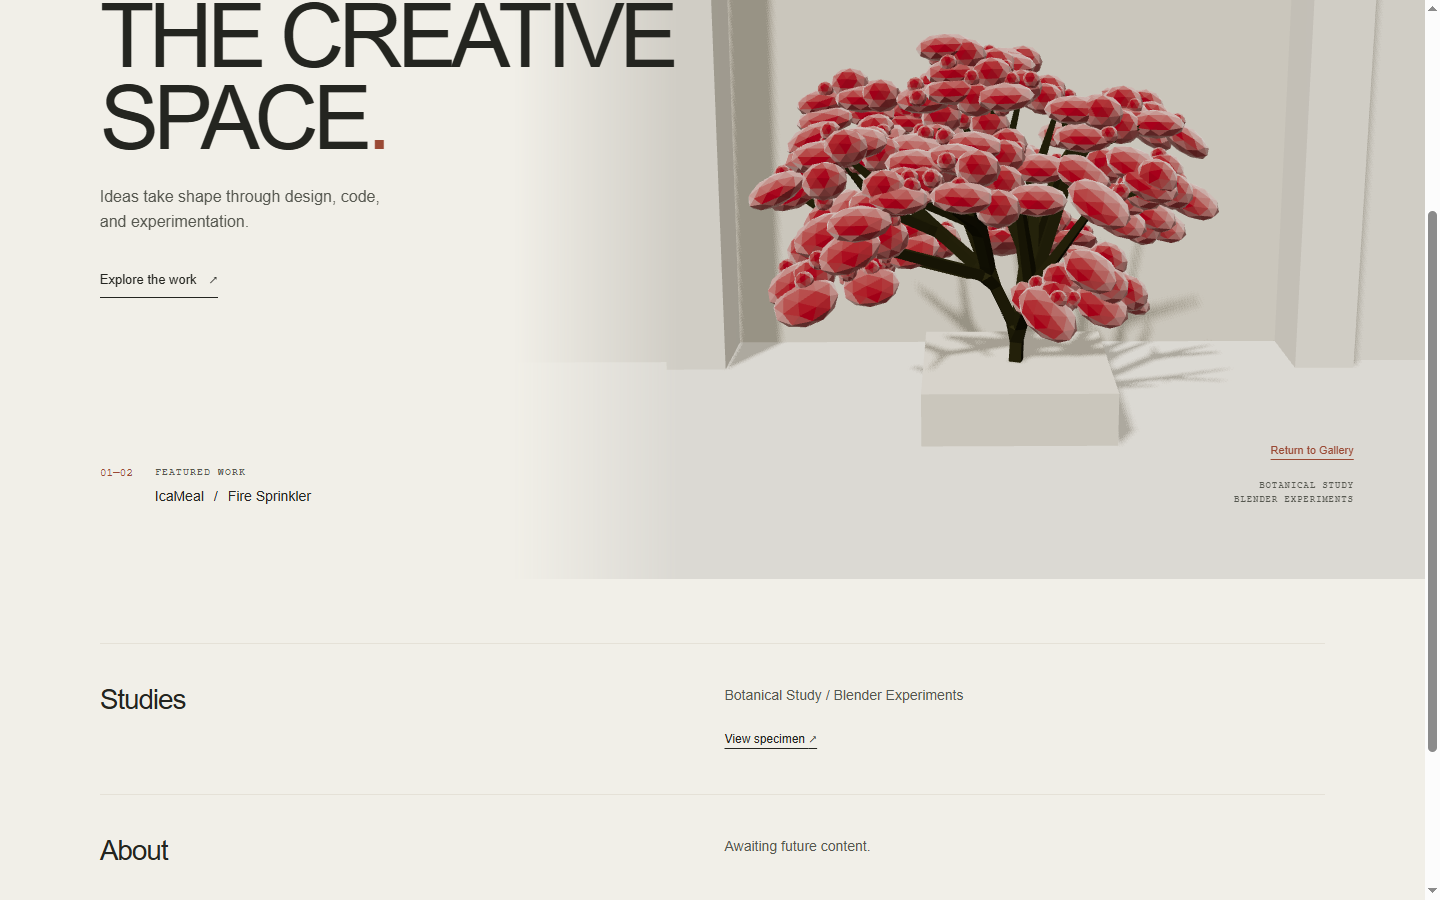 THE CREATIVE
SPACE.
Ideas take shape through design, code,
and experimentation.
Explore the work ↗
01—02 FEATURED WORK
IcaMeal / Fire Sprinkler
Return to Gallery
BOTANICAL STUDY
BLENDER EXPERIMENTS
Studies
Botanical Study / Blender Experiments
View specimen ↗
About
Awaiting future content.